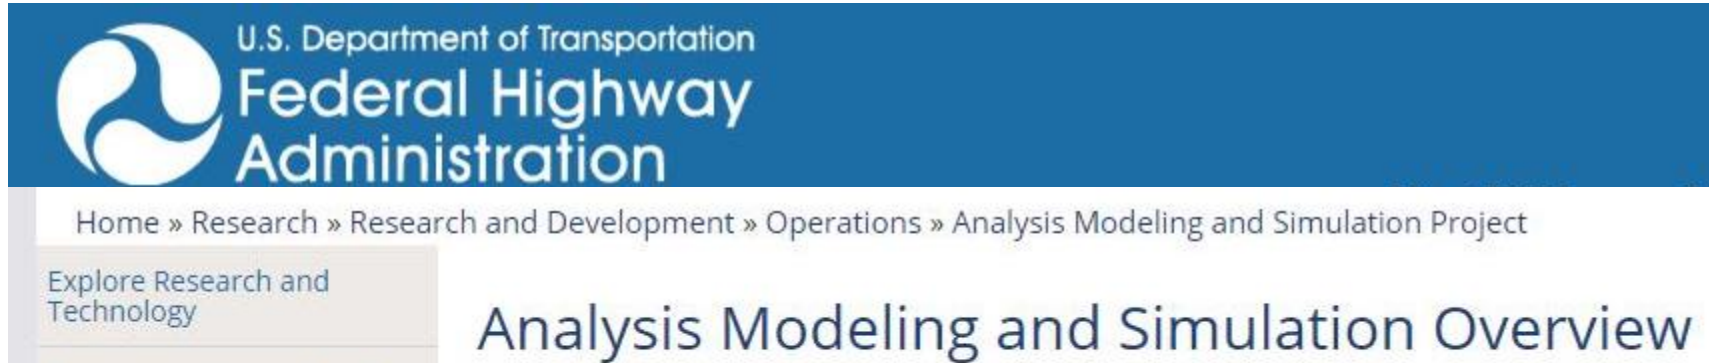 U.S. Department of Transportation
Federal Highway
Administration
Home » Research » Research and Development » Operations » Analysis Modeling and Simulation Project
Explore Research and
Technology
Analysis Modeling and Simulation Overview